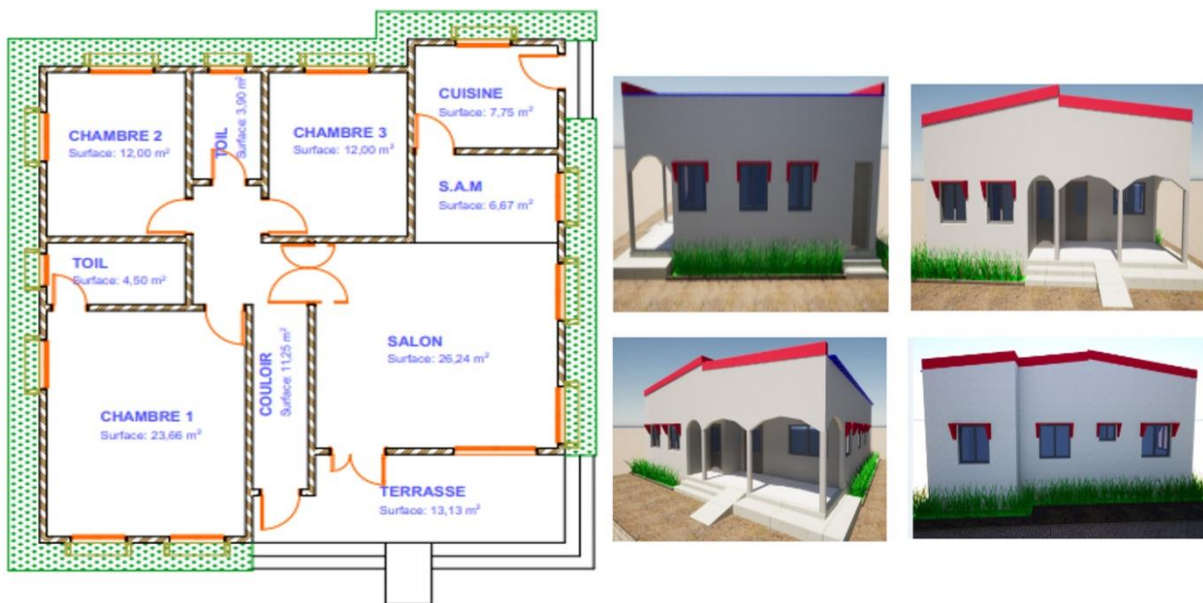 CUISINE
Surface: 7,75 m²
CHAMBRE 2
Surface: 12,00 m²
TOIL
Surface: 3,90 m²
CHAMBRE 3
Surface: 12,00 m²
S.A.M
Surface: 6,67 m²
TOIL
Surface: 4,50 m²
SALON
Surface: 26,24 m²
COULOIR
Surface: 11,25 m²
CHAMBRE 1
Surface: 23,66 m²
TERRASSE
Surface: 13,13 m²